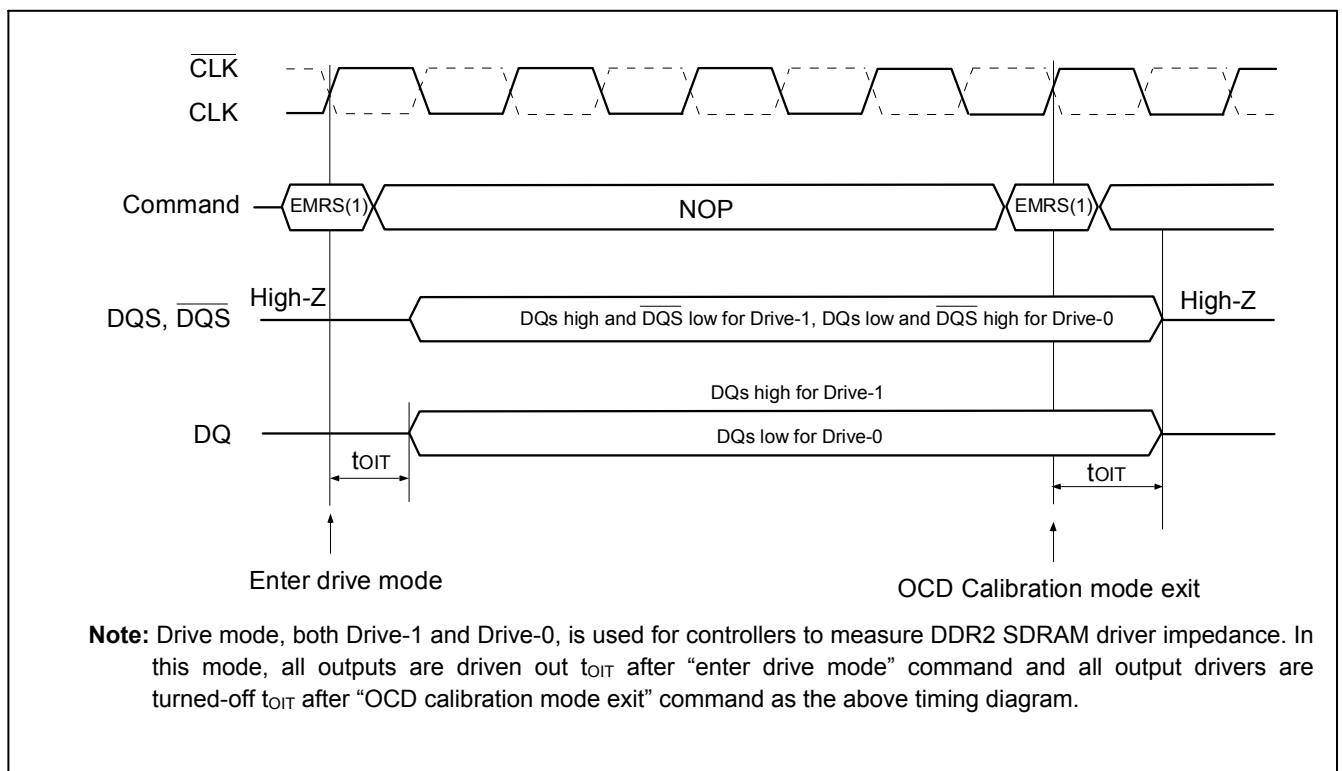 CLK
CLK
Command
EMRS(1)
NOP
EMRS(1)
DQS, DQS
High-Z
DQs high and DQS low for Drive-1, DQs low and DQS high for Drive-0
High-Z
DQs high for Drive-1
DQ
DQs low for Drive-0
tOIT
tOIT
Enter drive mode
OCD Calibration mode exit
Note: Drive mode, both Drive-1 and Drive-0, is used for controllers to measure DDR2 SDRAM driver impedance. In
this mode, all outputs are driven out tOIT after “enter drive mode” command and all output drivers are
turned-off tOIT after “OCD calibration mode exit” command as the above timing diagram.